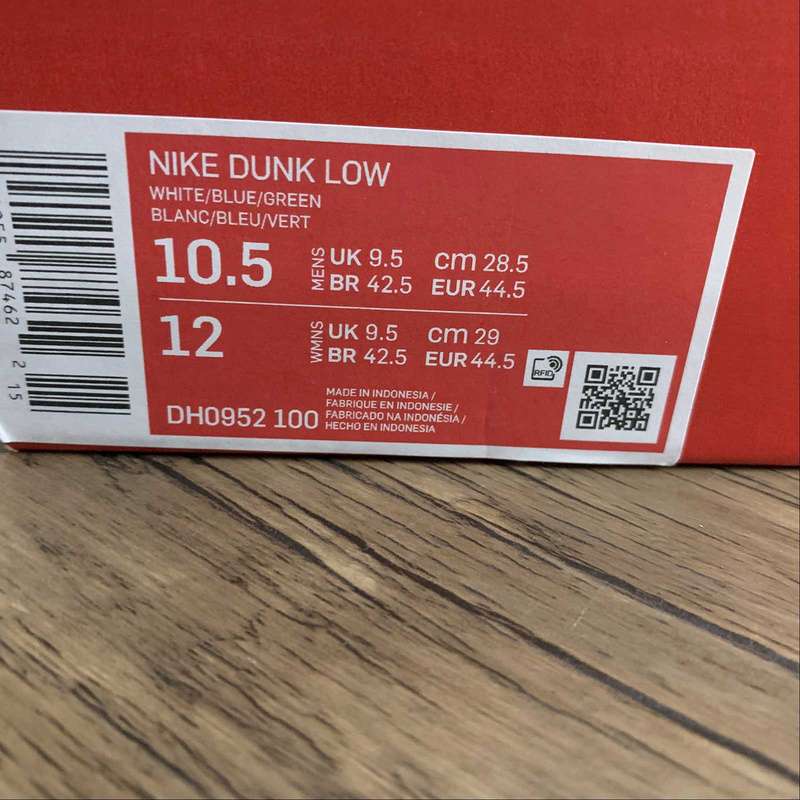 NIKE DUNK LOW
WHITE/BLUE/GREEN
BLANC/BLEU/VERT
10.5
MENS
UK 9.5 cm 28.5
BR 42.5 EUR 44.5
12
WMNS
UK 9.5 cm 29
BR 42.5 EUR 44.5
RFID
DH0952 100
MADE IN INDONESIA /
FABRIQUE EN INDONESIE /
FABRICADO NA INDONÉSIA /
HECHO EN INDONESIA
87462
2 15